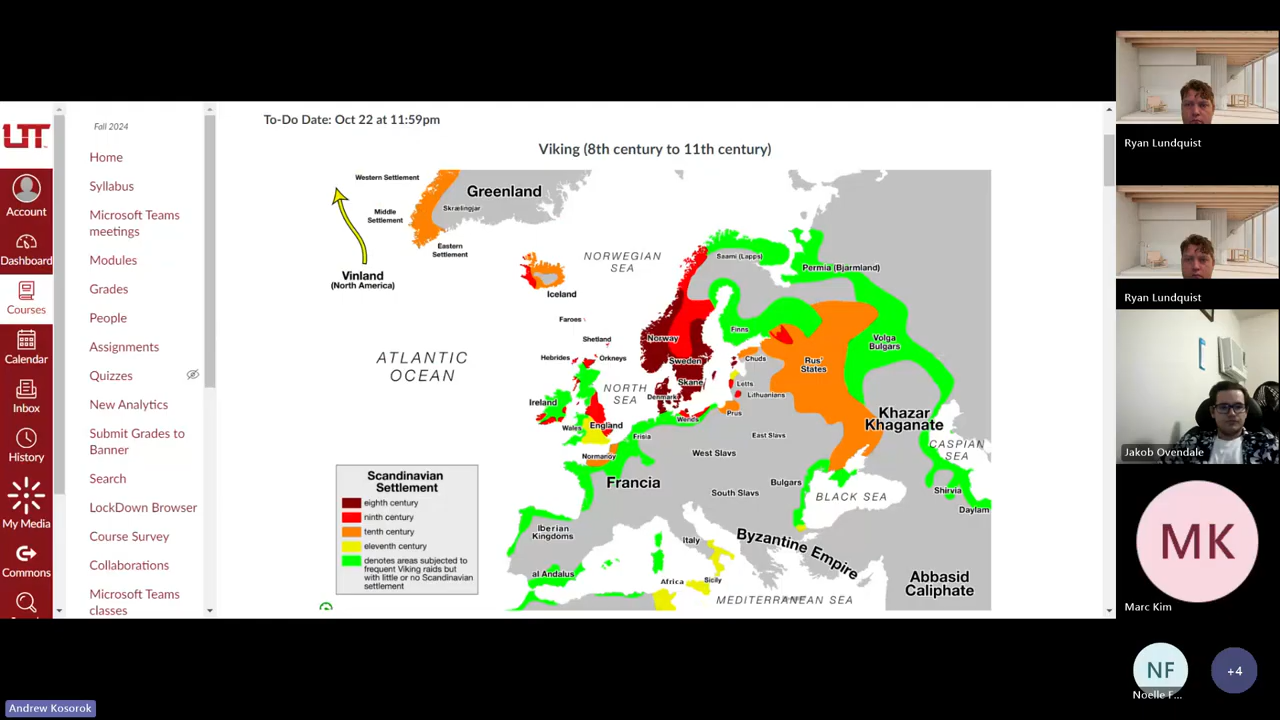 To-Do Date: Oct 22 at 11:59pm
Viking (8th century to 11th century)
UT
Account
Dashboard
Courses
Calendar
Inbox
History
My Media
Commons
Fall 2024
Home
Syllabus
Microsoft Teams
meetings
Modules
Grades
People
Assignments
Quizzes
New Analytics
Submit Grades to
Banner
Search
LockDown Browser
Course Survey
Collaborations
Microsoft Teams
classes
Western Settlement
Greenland
Skrælingjar
Middle
Settlement
Eastern
Settlement
Vinland
(North America)
Iceland
NORWEGIAN
SEA
Saami (Lapps)
Permia (Bjarmland)
Faroes
Shetland
Hebrides
Orkneys
ATLANTIC
OCEAN
NORTH
SEA
Norway
Sweden
Skane
Denmark
Finns
Chuds
Rus'
States
Volga
Bulgars
Letts
Lithuanians
Prus
Wends
Ireland
Wales
England
Frisia
Normandy
East Slavs
West Slavs
Khazar
Khaganate
CASPIAN
SEA
Francia
South Slavs
Bulgars
BLACK SEA
Shirvia
Daylam
Iberian
Kingdoms
al Andalus
Italy
Byzantine Empire
Africa
Sicily
MEDITERRANEAN SEA
Abbasid
Caliphate
Scandinavian
Settlement
eighth century
ninth century
tenth century
eleventh century
denotes areas subjected to
frequent Viking raids but
with little or no Scandinavian
settlement
Ryan Lundquist
Ryan Lundquist
Jakob Ovendale
MK
Marc Kim
NF
Noelle F...
+4
Andrew Kosorok